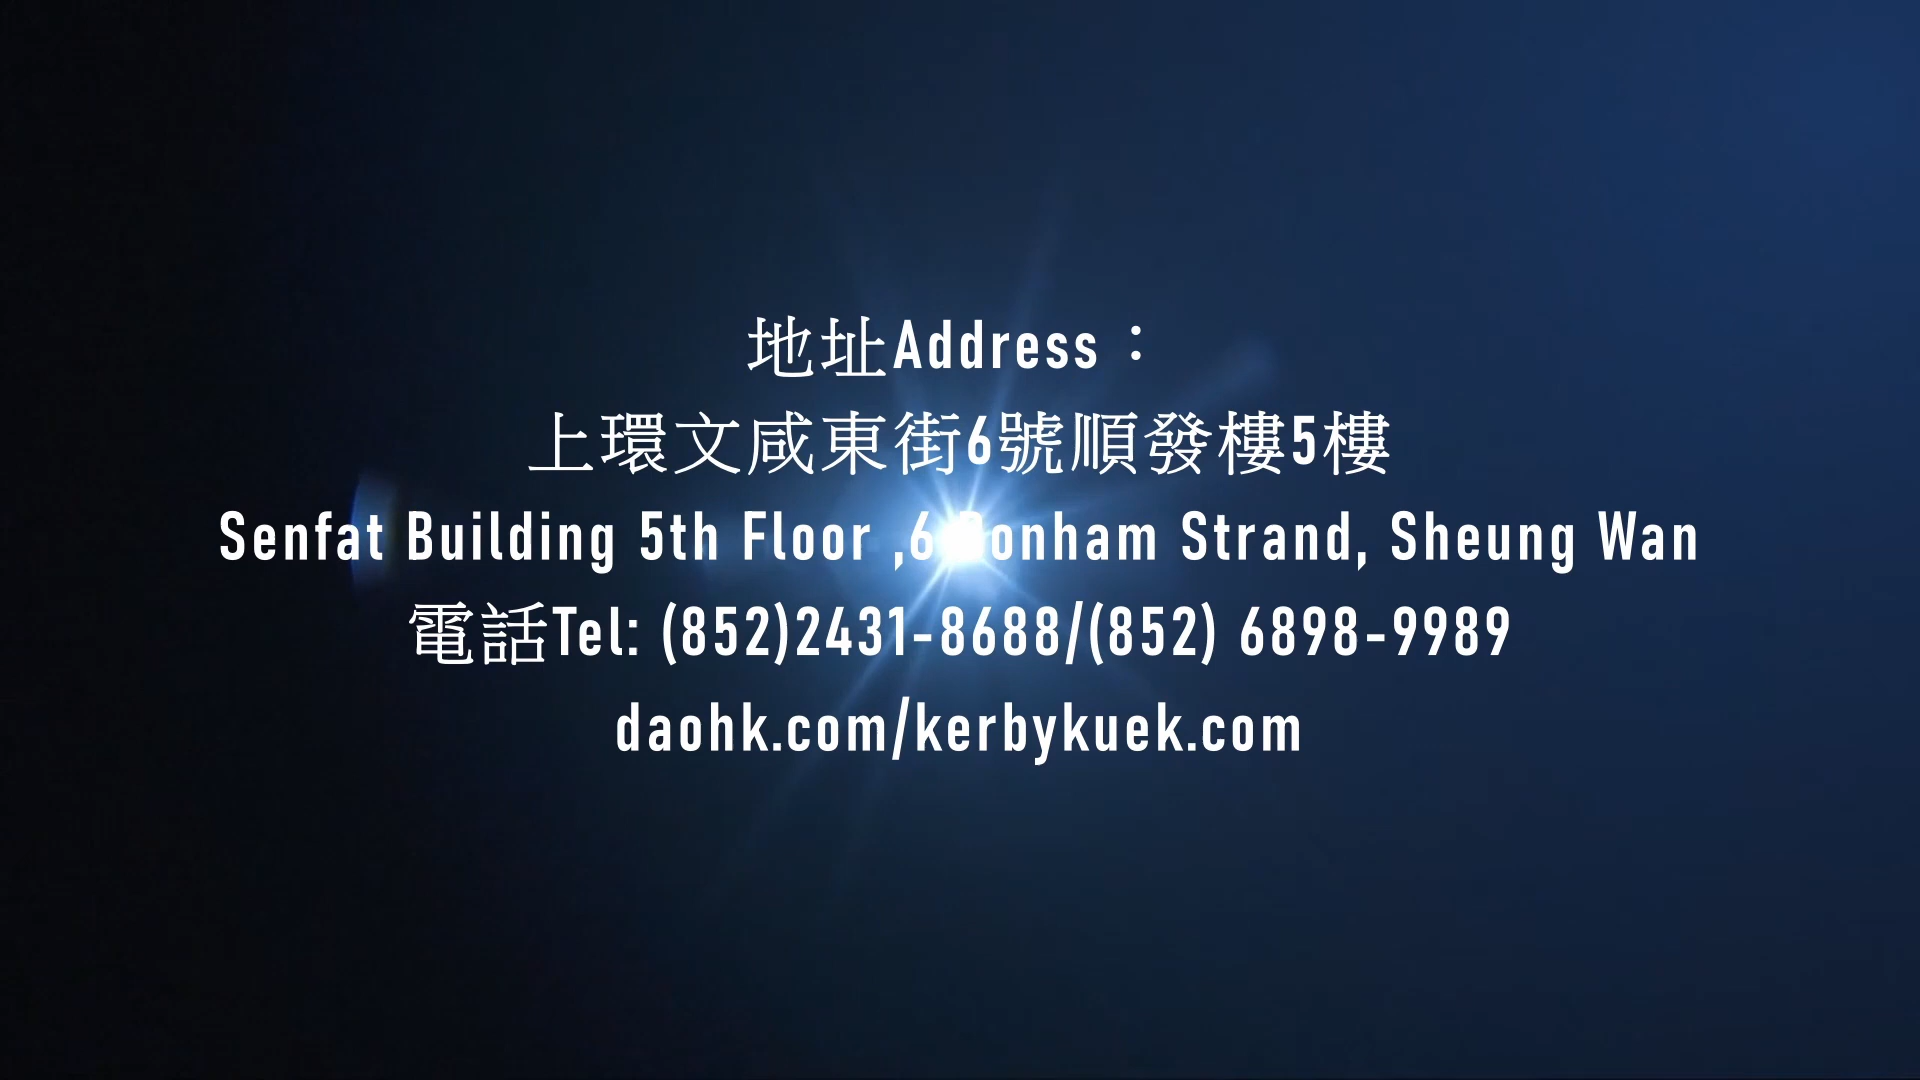 地址Address：
上環文咸東街6號順發樓5樓
Senfat Building 5th Floor ,6 Bonham Strand, Sheung Wan
電話Tel: (852)2431-8688/(852) 6898-9989
daohk.com/kerbykuek.com